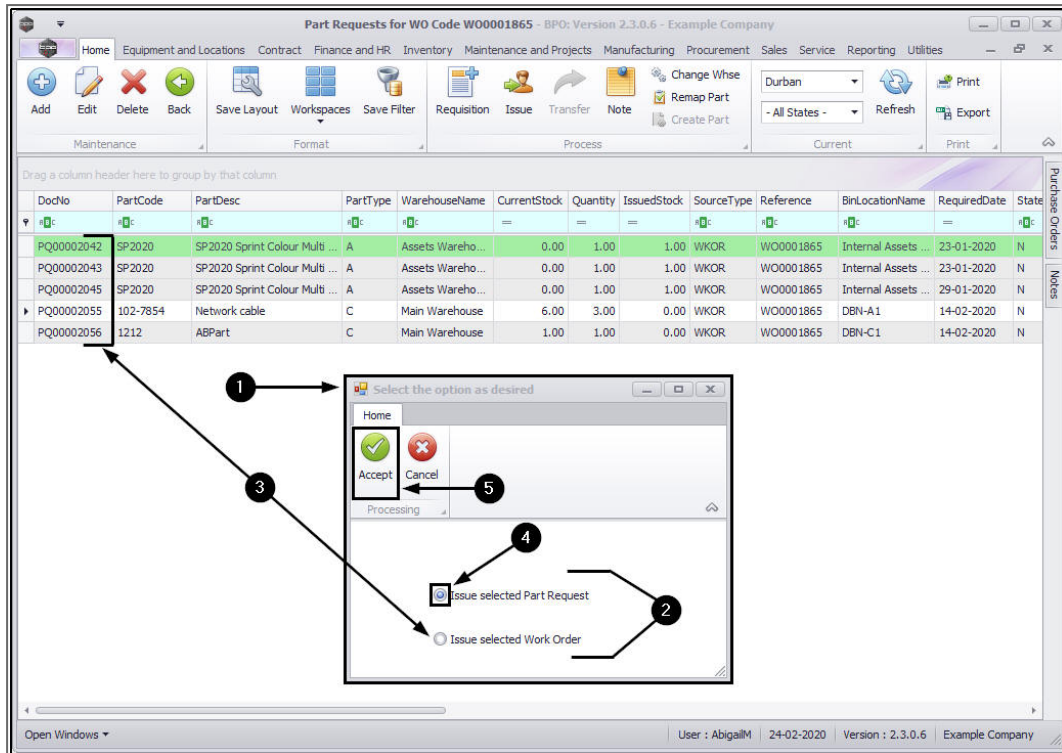 Part Requests for WO Code WO0001865 - BPO: Version 2.3.0.6 - Example Company
BPO
Home Equipment and Locations Contract Finance and HR Inventory Maintenance and Projects Manufacturing Procurement Sales Service Reporting Utilities
Add Edit Delete Back Save Layout Workspaces Save Filter Requisition Issue Transfer Note
Change Whse
Remap Part
Create Part
Durban
- All States -
Refresh
Print
Export
Maintenance Format Process Current Print
Drag a column header here to group by that column
DocNo PartCode PartDesc PartType WarehouseName CurrentStock Quantity IssuedStock SourceType Reference BinLocationName RequiredDate State
PQ00002042 SP2020 SP2020 Sprint Colour Multi ... A Assets Wareho... 0.00 1.00 1.00 WKOR WO0001865 Internal Assets ... 23-01-2020 N
PQ00002043 SP2020 SP2020 Sprint Colour Multi ... A Assets Wareho... 0.00 1.00 1.00 WKOR WO0001865 Internal Assets ... 23-01-2020 N
PQ00002045 SP2020 SP2020 Sprint Colour Multi ... A Assets Wareho... 0.00 1.00 1.00 WKOR WO0001865 Internal Assets ... 29-01-2020 N
PQ00002055 102-7854 Network cable C Main Warehouse 6.00 3.00 0.00 WKOR WO0001865 DBN-A1 14-02-2020 N
PQ00002056 1212 ABPart C Main Warehouse 1.00 1.00 0.00 WKOR WO0001865 DBN-C1 14-02-2020 N
Purchase Orders
Notes
1
Select the option as desired
Home
Accept Cancel
Processing
5
3
4
Issue selected Part Request
2
Issue selected Work Order
Open Windows
User : AbigailM 24-02-2020 Version : 2.3.0.6 Example Company